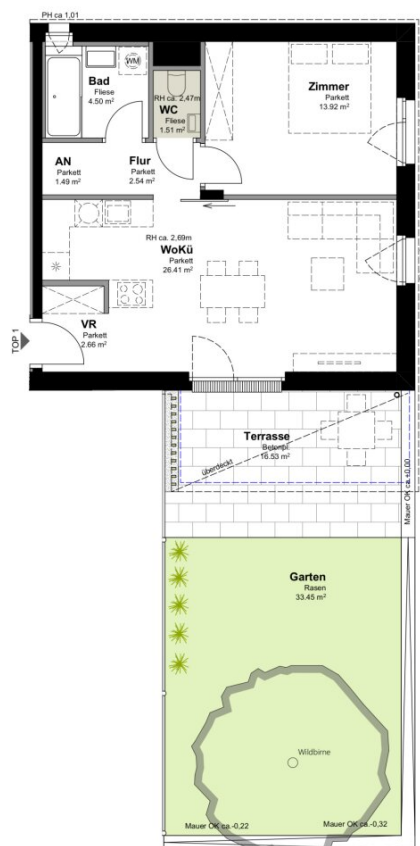 PH ca 1,01
Bad
Fliese
4.50 m²
WM
RH ca. 2,47m
WC
Fliese
1.51 m²
Zimmer
Parkett
13.92 m²
AN
Parkett
1.49 m²
Flur
Parkett
2.54 m²
RH ca. 2,69m
WoKü
Parkett
26.41 m²
VR
Parkett
2.66 m²
TOP 1
Terrasse
Betonpl.
16.53 m²
überdeckt
Mauer OK ca.±0,00
Garten
Rasen
33.45 m²
Wildbirne
Mauer OK ca.-0,22
Mauer OK ca.-0,32